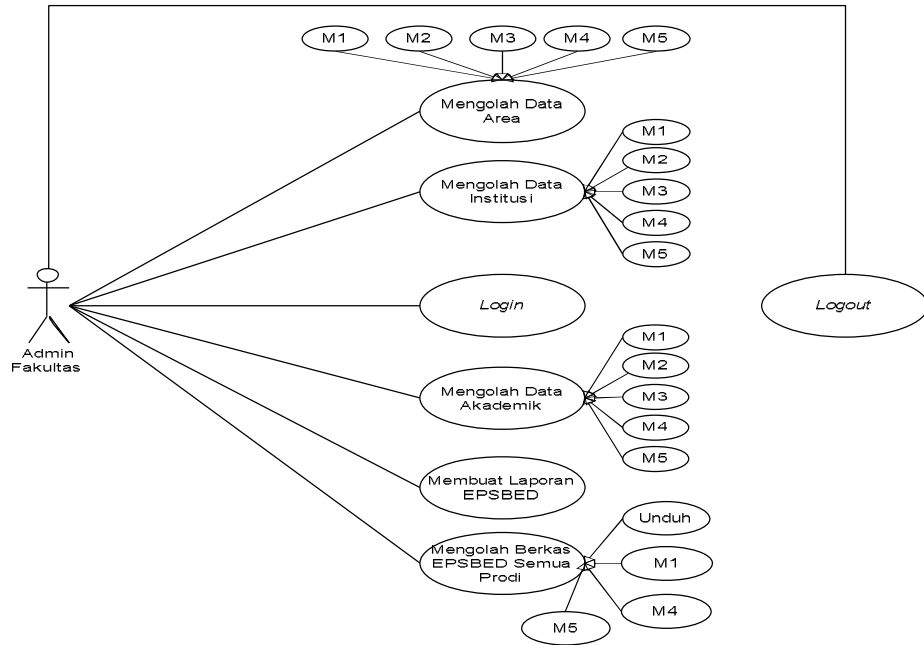 M1
M2
M3
M4
M5
Mengolah Data
Area
M1
M2
M3
M4
M5
Mengolah Data
Institusi
Login
Logout
Admin
Fakultas
M1
M2
M3
M4
M5
Mengolah Data
Akademik
Membuat Laporan
EPSBED
Unduh
Mengolah Berkas
EPSBED Semua
Prodi
M1
M4
M5